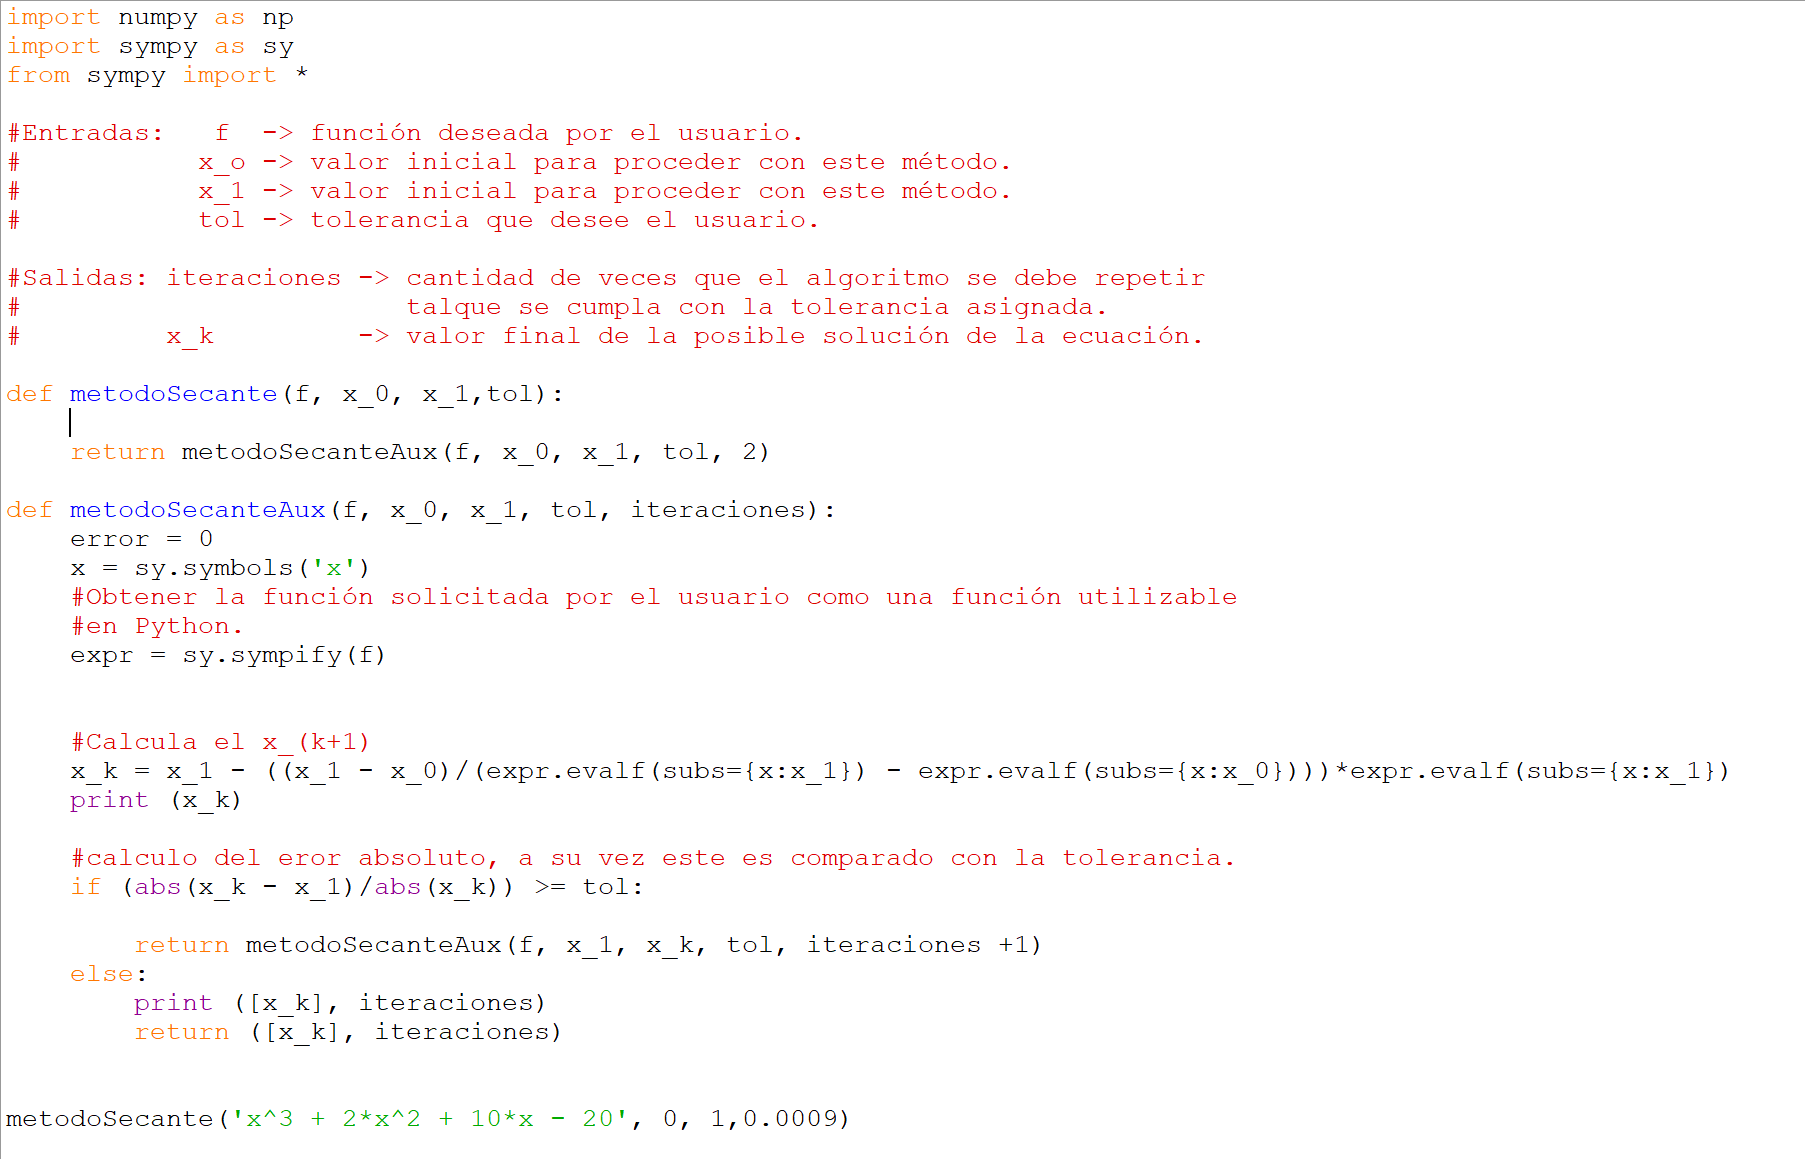 import numpy as np
import sympy as sy
from sympy import *
#Entradas:   f  -> función deseada por el usuario.
#           x_o -> valor inicial para proceder con este método.
#           x_1 -> valor inicial para proceder con este método.
#           tol -> tolerancia que desee el usuario.
#Salidas: iteraciones -> cantidad de veces que el algoritmo se debe repetir
#                        talque se cumpla con la tolerancia asignada.
#         x_k         -> valor final de la posible solución de la ecuación.
def metodoSecante(f, x_0, x_1,tol):
    return metodoSecanteAux(f, x_0, x_1, tol, 2)
def metodoSecanteAux(f, x_0, x_1, tol, iteraciones):
    error = 0
    x = sy.symbols('x')
    #Obtener la función solicitada por el usuario como una función utilizable
    #en Python.
    expr = sy.sympify(f)
    #Calcula el x_(k+1)
    x_k = x_1 - ((x_1 - x_0)/(expr.evalf(subs={x:x_1}) - expr.evalf(subs={x:x_0})))*expr.evalf(subs={x:x_1})
    print (x_k)
    #calculo del eror absoluto, a su vez este es comparado con la tolerancia.
    if (abs(x_k - x_1)/abs(x_k)) >= tol:
        return metodoSecanteAux(f, x_1, x_k, tol, iteraciones +1)
    else:
        print ([x_k], iteraciones)
        return ([x_k], iteraciones)
metodoSecante('x^3 + 2*x^2 + 10*x - 20', 0, 1,0.0009)